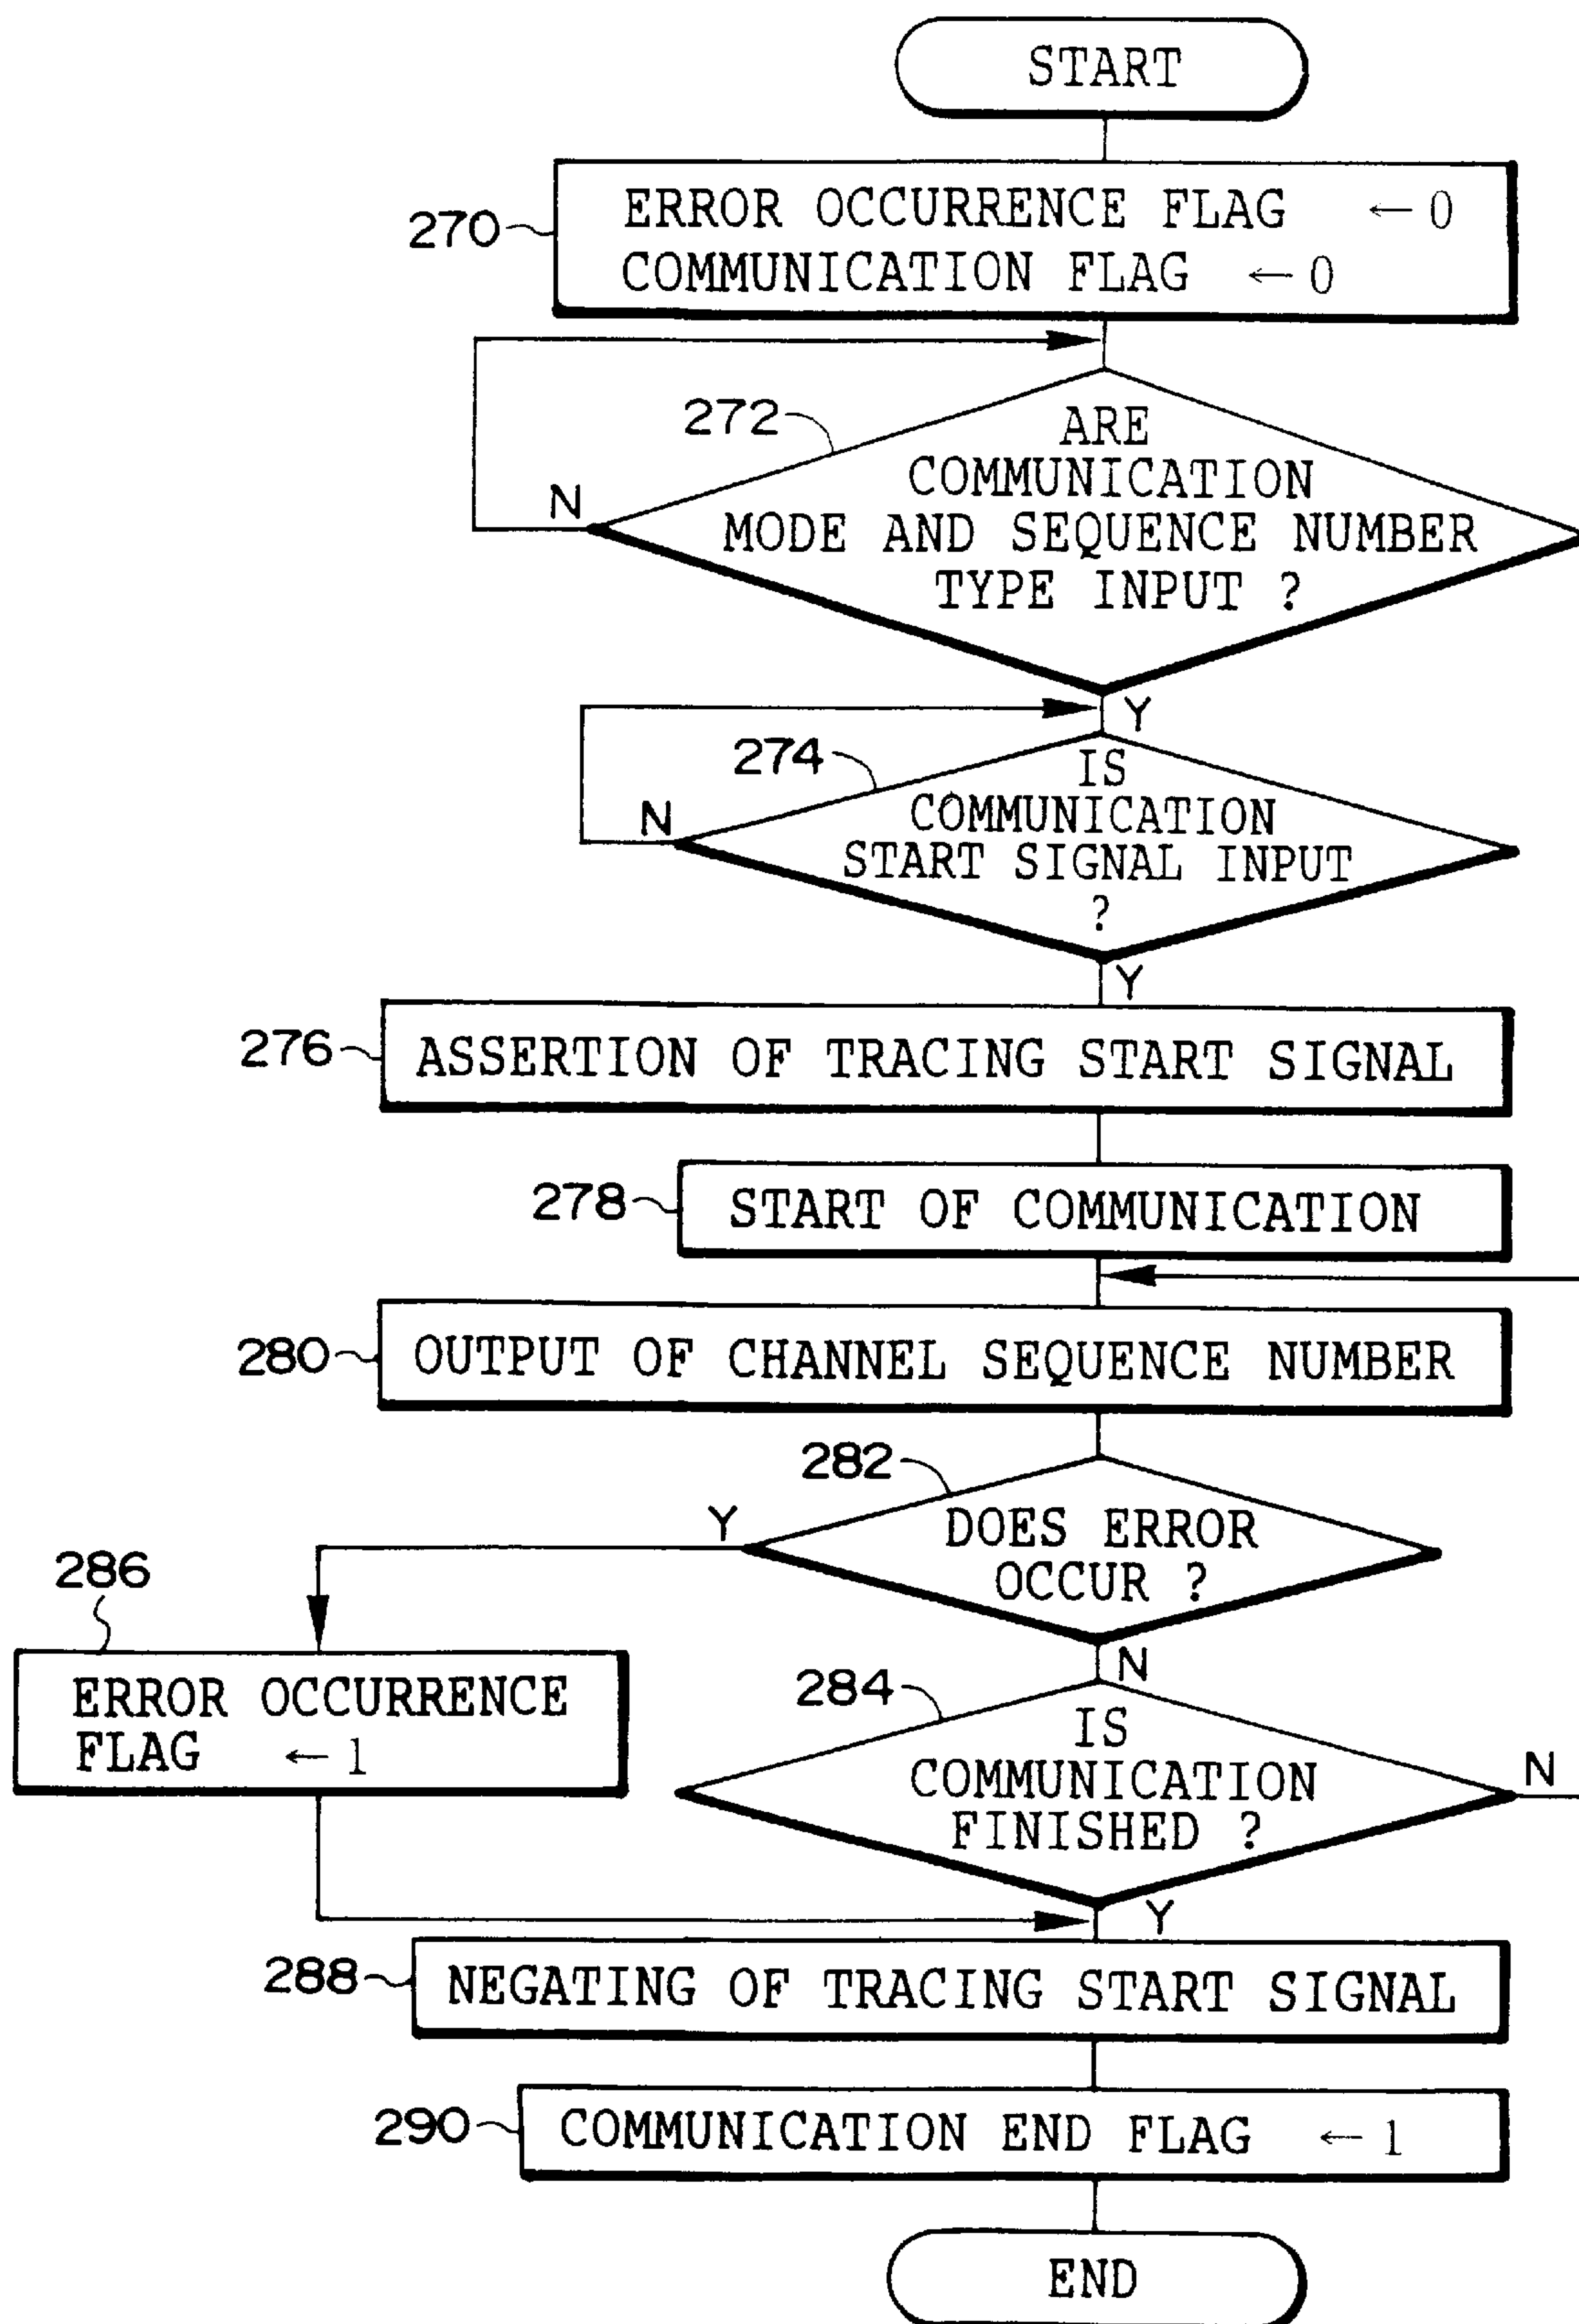 START
270
ERROR OCCURRENCE FLAG ← 0
COMMUNICATION FLAG ← 0
272
ARE
COMMUNICATION
MODE AND SEQUENCE NUMBER
TYPE INPUT ?
N
Y
274
IS
COMMUNICATION
START SIGNAL INPUT
?
N
Y
276
ASSERTION OF TRACING START SIGNAL
278
START OF COMMUNICATION
280
OUTPUT OF CHANNEL SEQUENCE NUMBER
282
DOES ERROR
OCCUR ?
Y
N
286
ERROR OCCURRENCE
FLAG ← 1
284
IS
COMMUNICATION
FINISHED ?
N
Y
288
NEGATING OF TRACING START SIGNAL
290
COMMUNICATION END FLAG ← 1
END